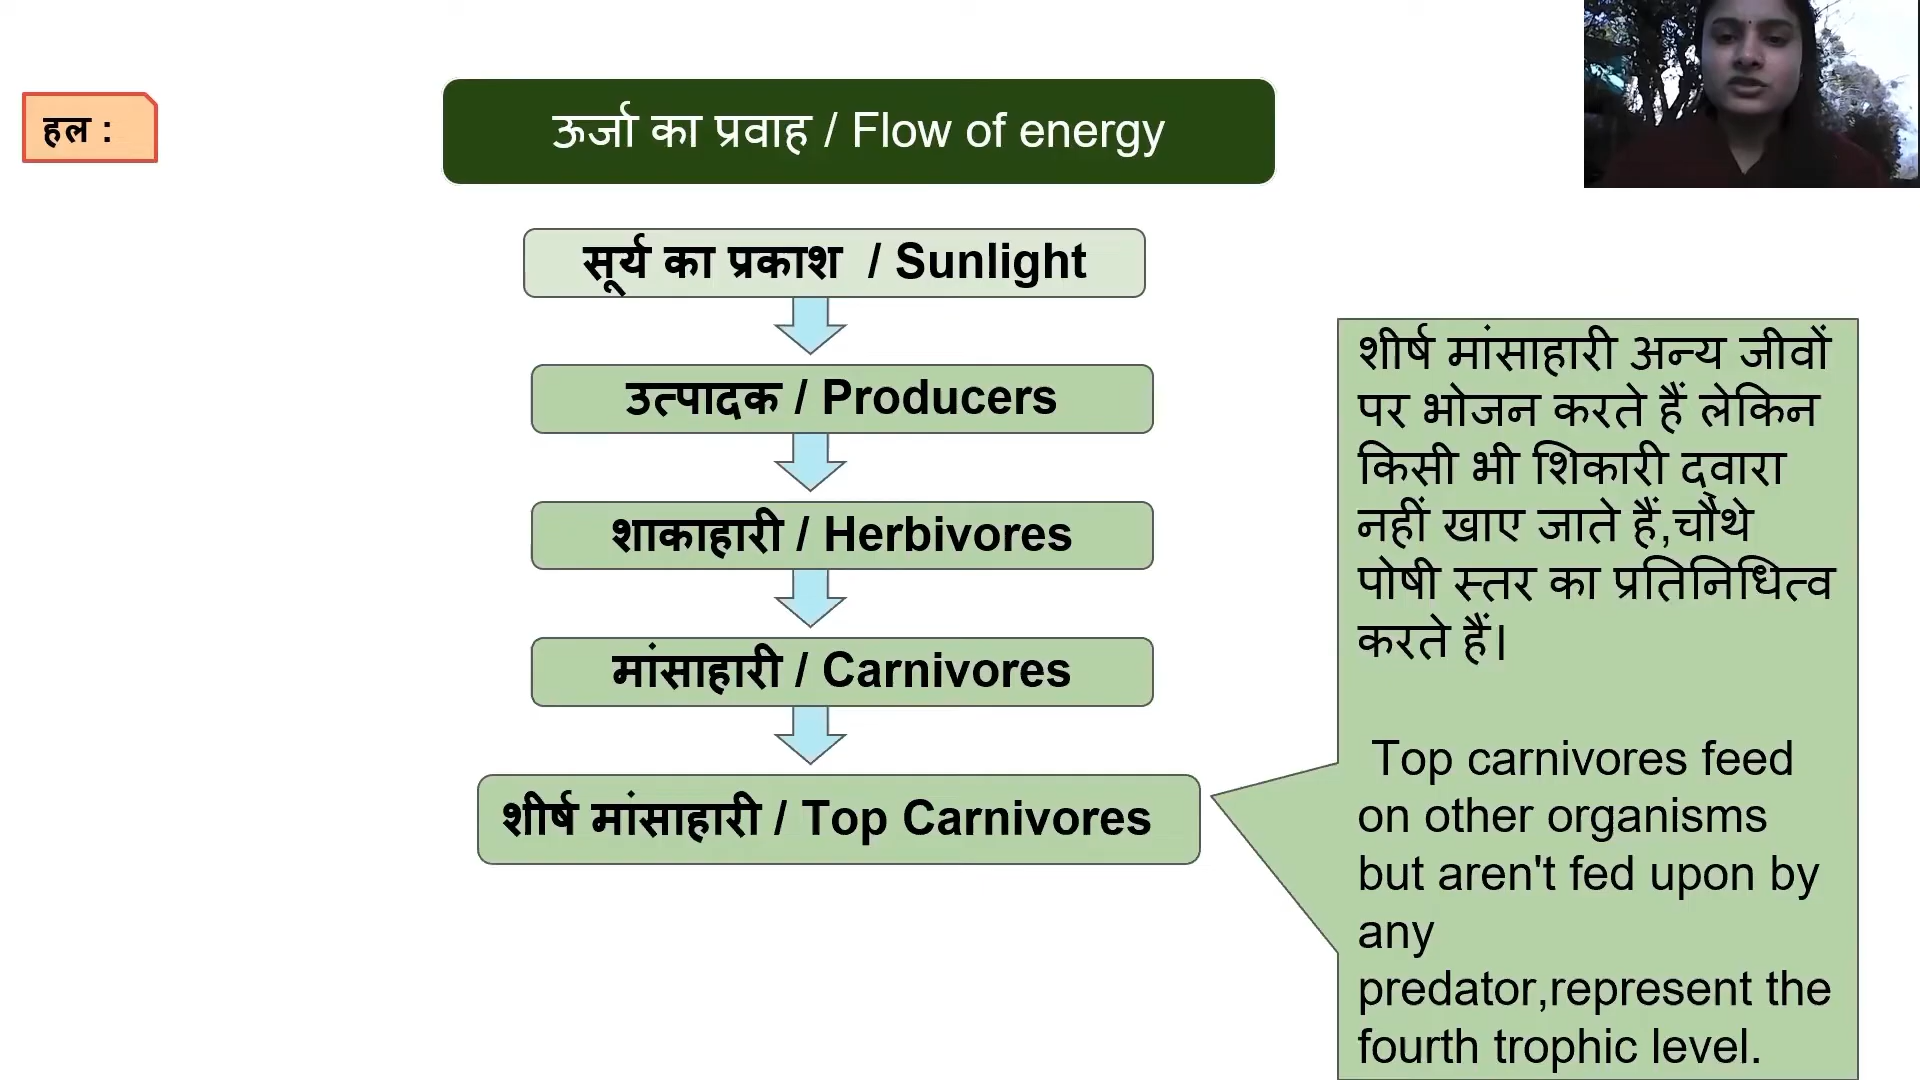 हल :
ऊर्जा का प्रवाह / Flow of energy
सूर्य का प्रकाश / Sunlight
उत्पादक / Producers
शाकाहारी / Herbivores
मांसाहारी / Carnivores
शीर्ष मांसाहारी / Top Carnivores
शीर्ष मांसाहारी अन्य जीवों
पर भोजन करते हैं लेकिन
किसी भी शिकारी द्वारा
नहीं खाए जाते हैं,चौथे
पोषी स्तर का प्रतिनिधित्व
करते हैं।
Top carnivores feed
on other organisms
but aren't fed upon by
any
predator,represent the
fourth trophic level.